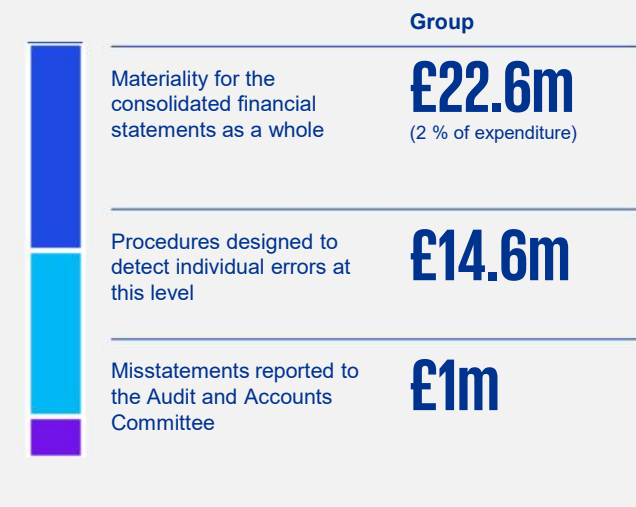 Group
Materiality for the
consolidated financial
statements as a whole
£22.6m
(2 % of expenditure)
Procedures designed to
detect individual errors at
this level
£14.6m
Misstatements reported to
the Audit and Accounts
Committee
£1m